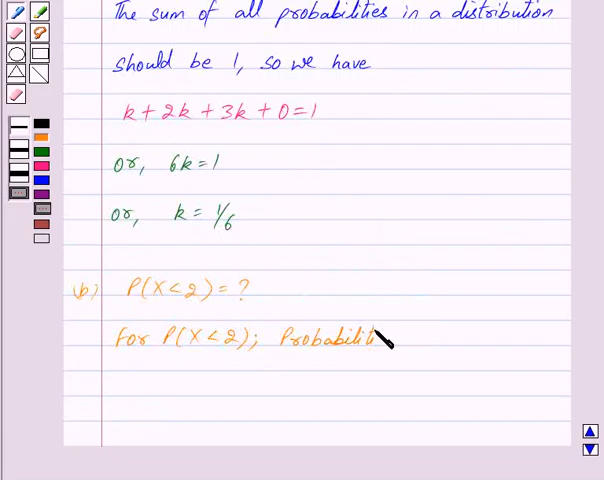 The sum of all probabilities in a distribution
should be 1, so we have
k + 2k + 3k + 0 = 1
or, 6k = 1
or, k = 1/6
(b) P(X < 2) = ?
For P(X < 2); Probabiliti